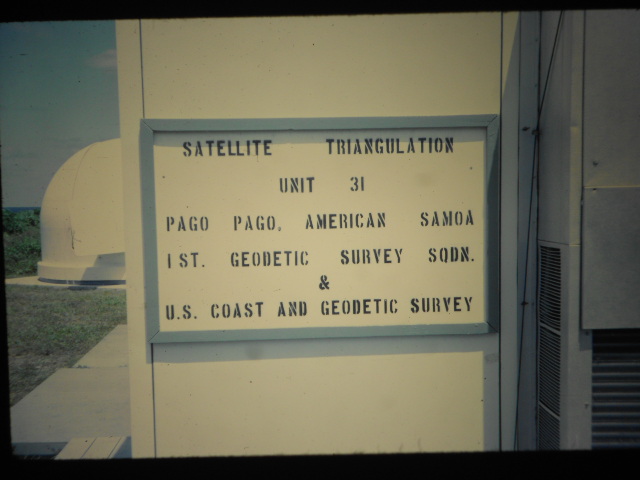 SATELLITE TRIANGULATION
UNIT 31
PAGO PAGO, AMERICAN SAMOA
1 ST. GEODETIC SURVEY SQDN.
&
U.S. COAST AND GEODETIC SURVEY